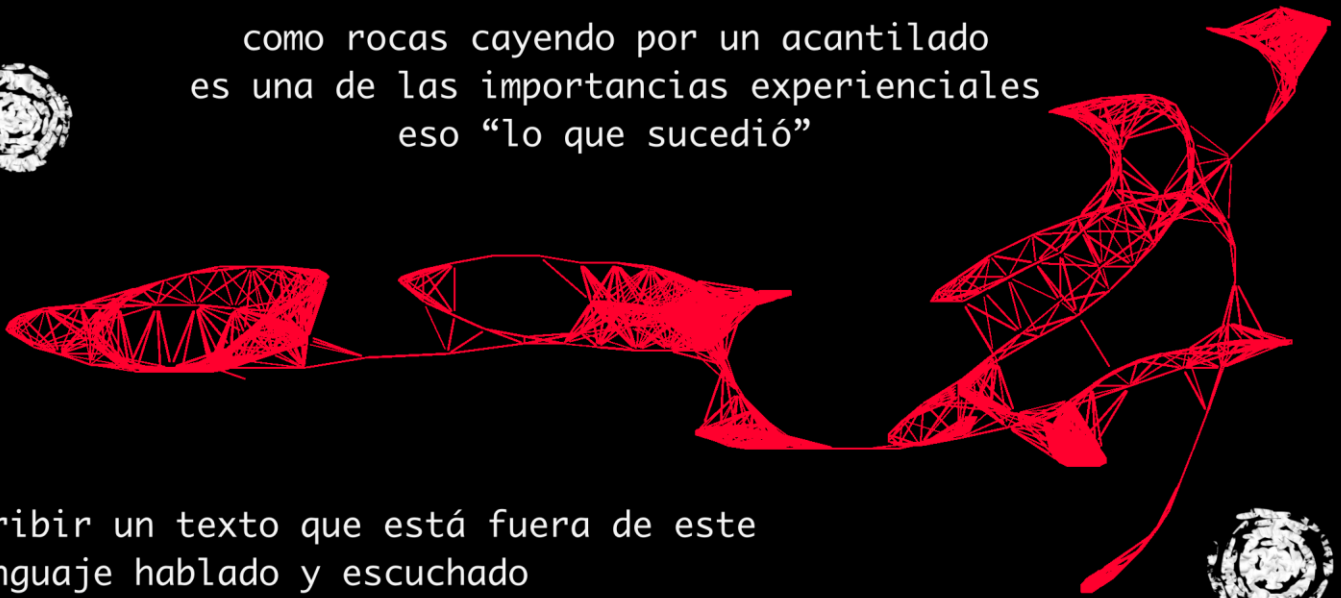 como rocas cayendo por un acantilado
es una de las importancias experienciales
eso “lo que sucedió”
ribir un texto que está fuera de este
nguaje hablado y escuchado